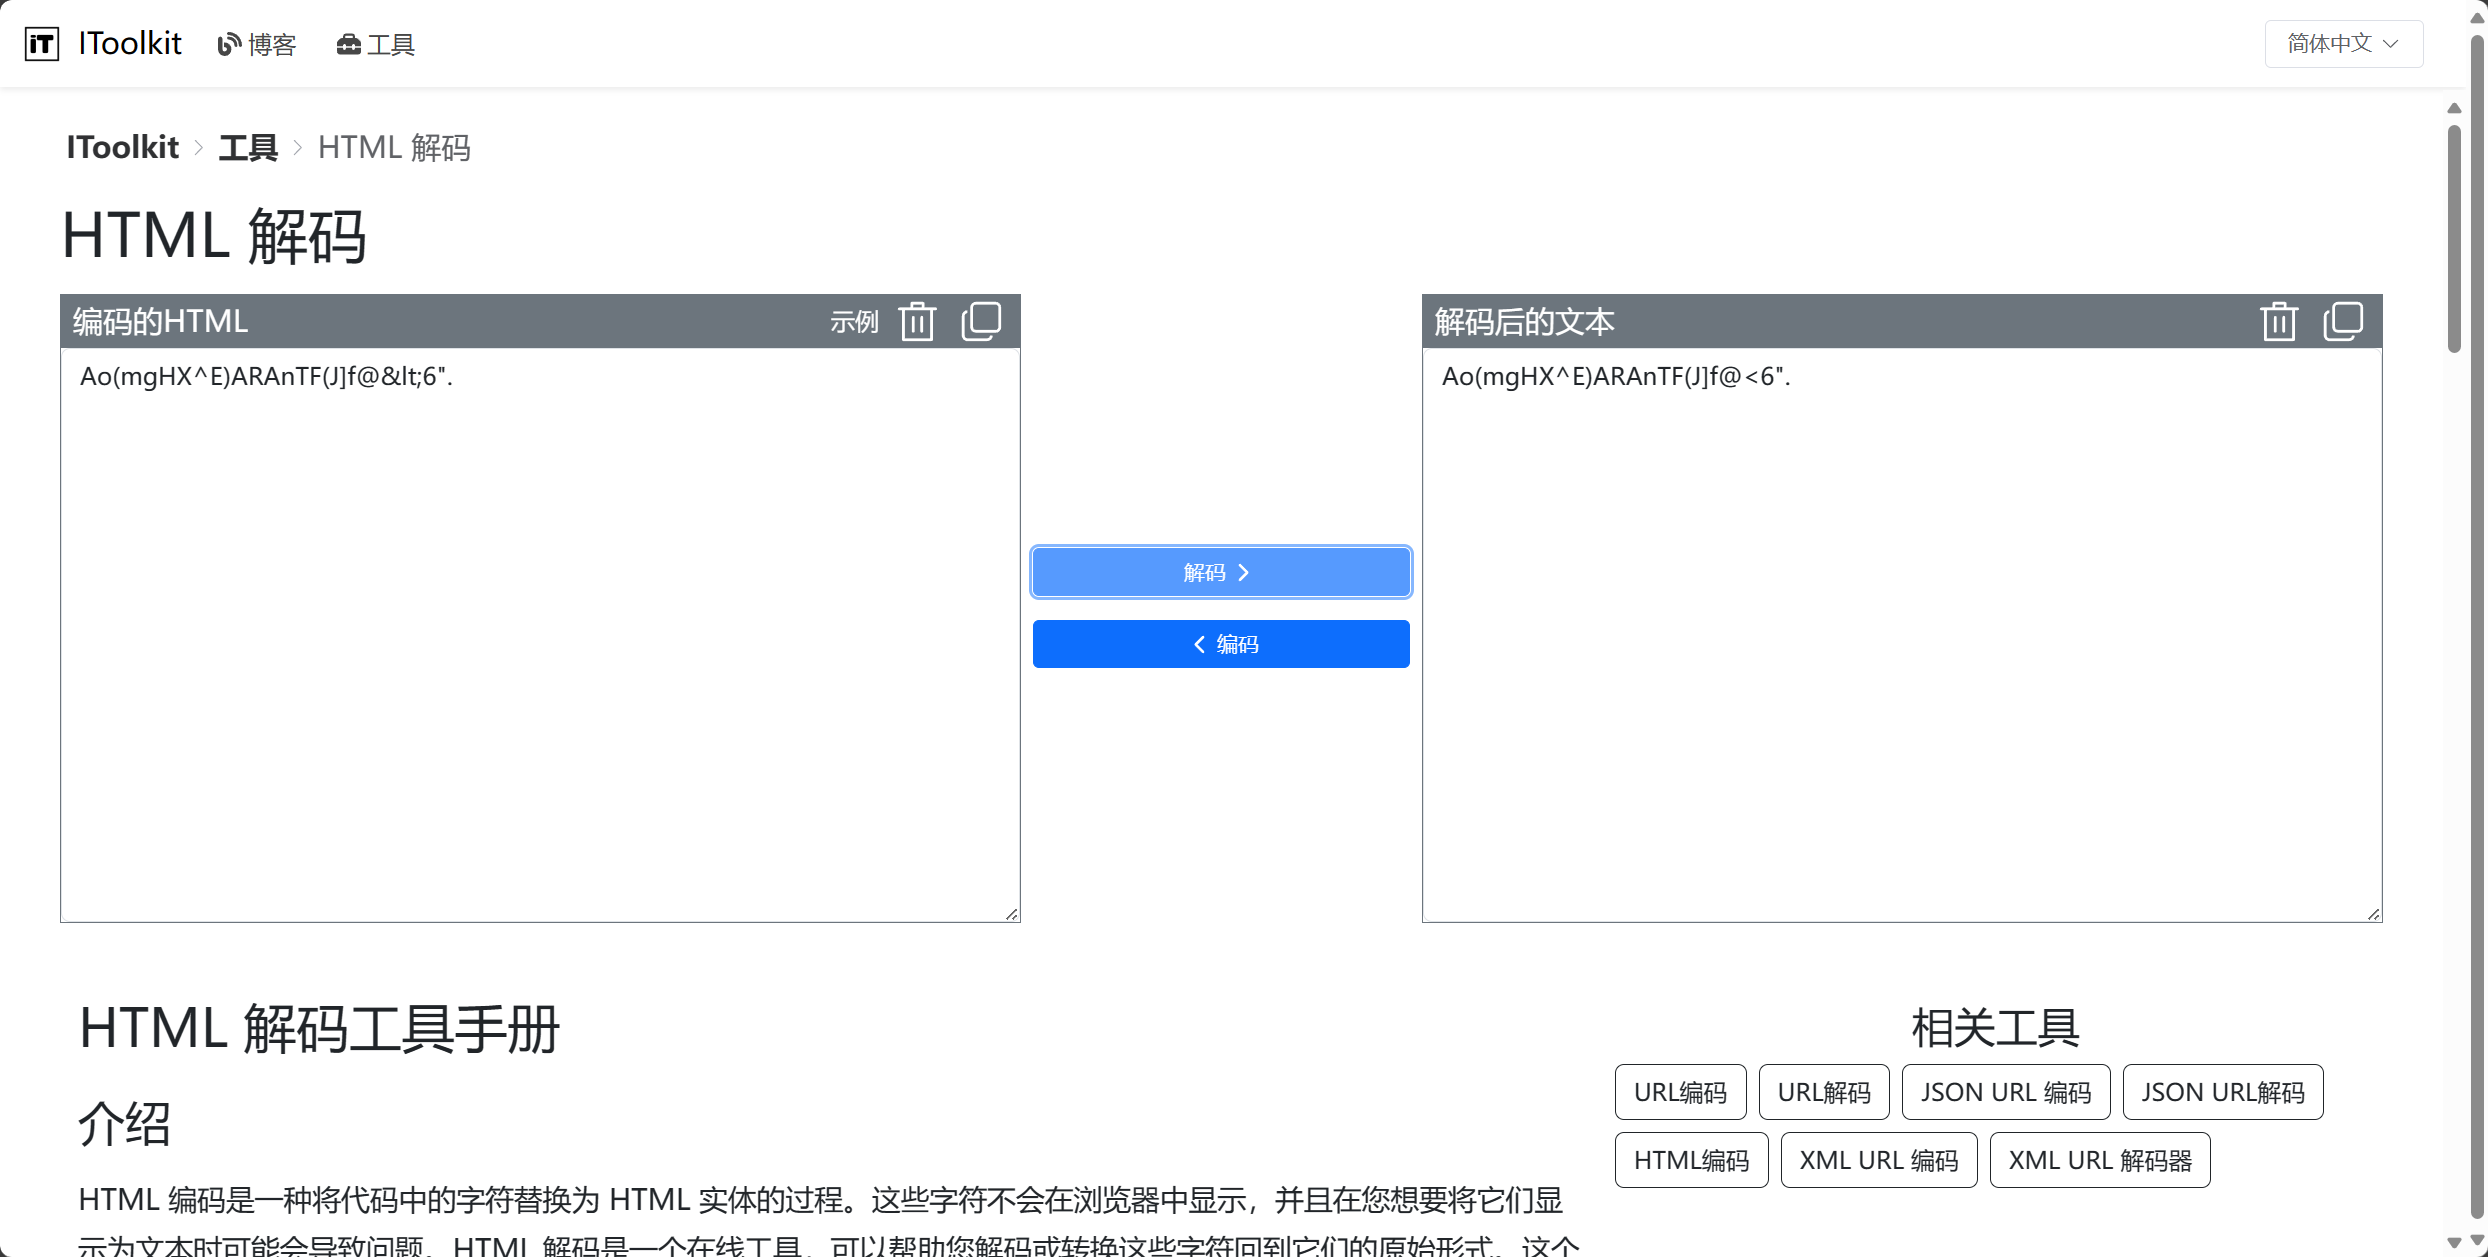 iT IToolkit 博客 工具 简体中文
IToolkit > 工具 > HTML 解码
HTML 解码
编码的HTML 示例
Ao(mgHX^E)ARAnTF(J]f@&lt;6".
解码
编码
解码后的文本
Ao(mgHX^E)ARAnTF(J]f@<6".
HTML 解码工具手册
介绍
HTML 编码是一种将代码中的字符替换为 HTML 实体的过程。这些字符不会在浏览器中显示，并且在您想要将它们显
示为文本时可能会导致问题。HTML 解码是一个在线工具，可以帮助您解码或转换这些字符回到它们的原始形式。这个
相关工具
URL编码 URL解码 JSON URL 编码 JSON URL解码
HTML编码 XML URL 编码 XML URL 解码器